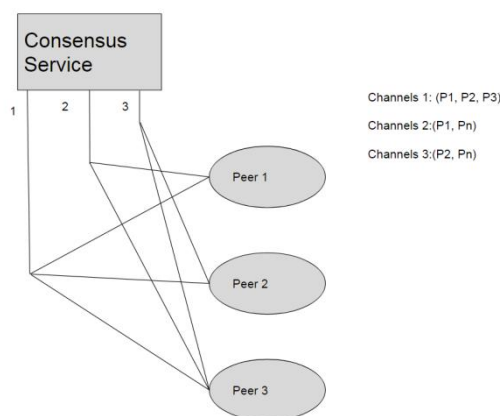 Consensus
Service
1
2
3
Channels 1: (P1, P2, P3)
Channels 2:(P1, Pn)
Channels 3:(P2, Pn)
Peer 1
Peer 2
Peer 3